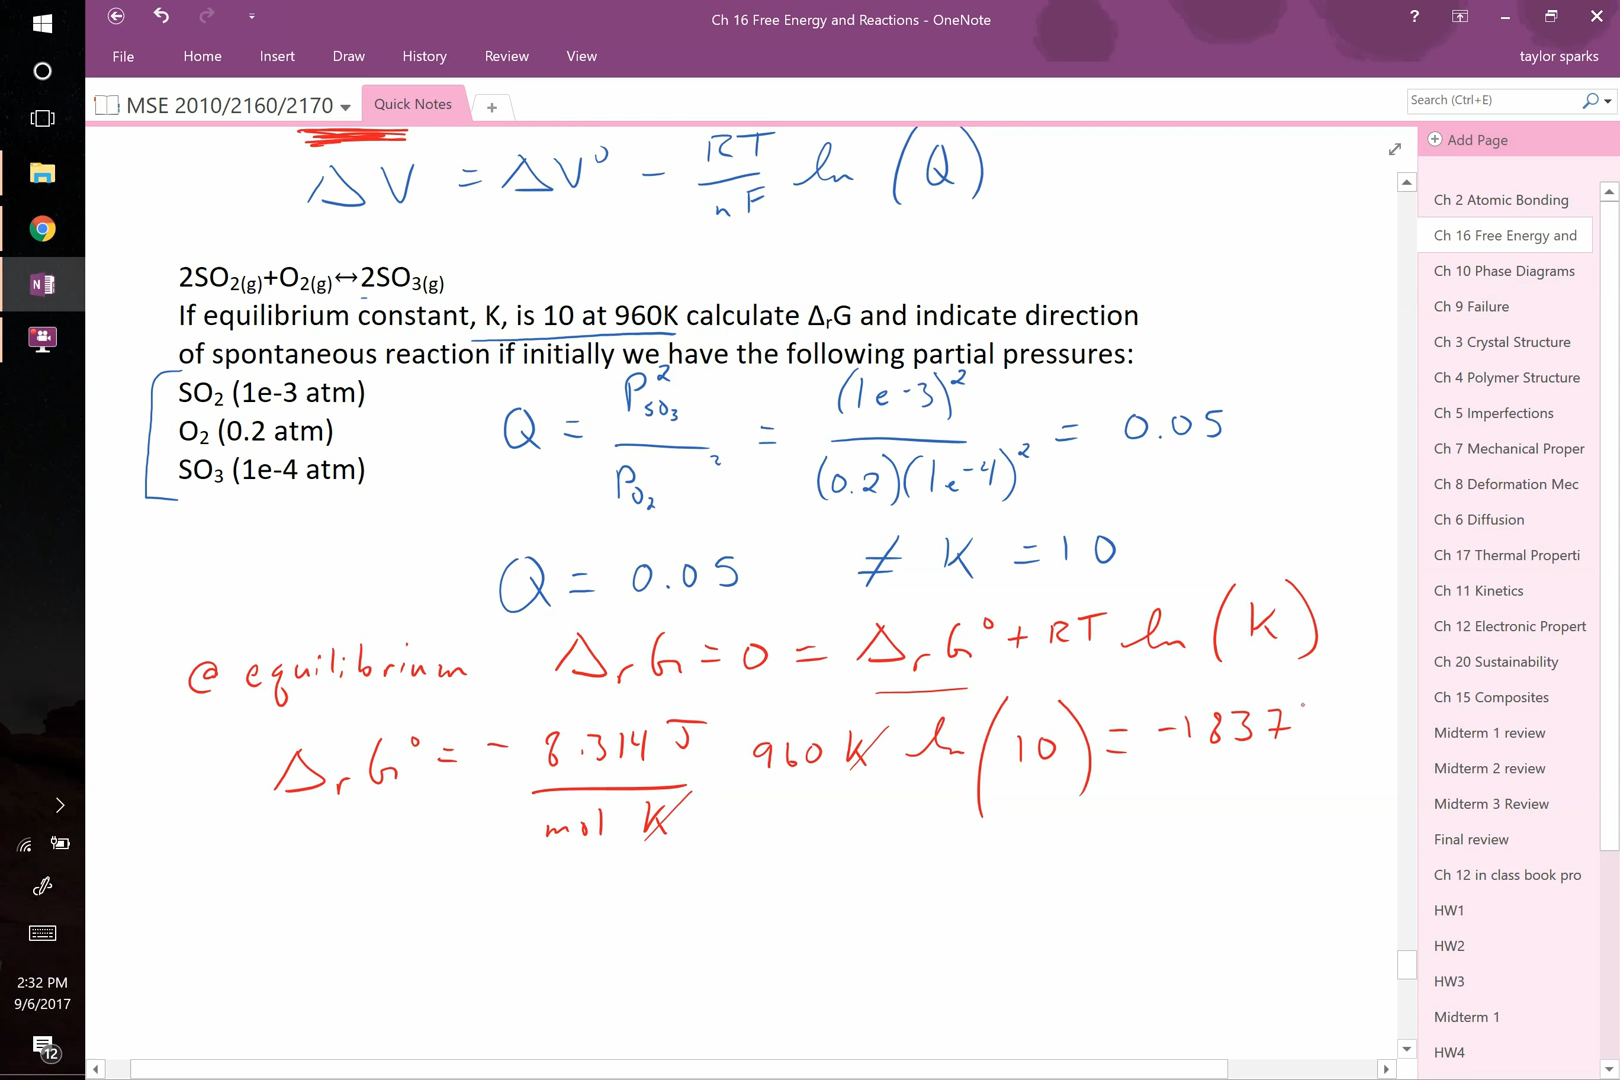 Ch 16 Free Energy and Reactions - OneNote
?
File Home Insert Draw History Review View
taylor sparks
MSE 2010/2160/2170
Quick Notes
+
Search (Ctrl+E)
Add Page
Ch 2 Atomic Bonding
Ch 16 Free Energy and
Ch 10 Phase Diagrams
Ch 9 Failure
Ch 3 Crystal Structure
Ch 4 Polymer Structure
Ch 5 Imperfections
Ch 7 Mechanical Proper
Ch 8 Deformation Mec
Ch 6 Diffusion
Ch 17 Thermal Properti
Ch 11 Kinetics
Ch 12 Electronic Propert
Ch 20 Sustainability
Ch 15 Composites
Midterm 1 review
Midterm 2 review
Midterm 3 Review
Final review
Ch 12 in class book pro
HW1
HW2
HW3
Midterm 1
HW4
ΔV = ΔV⁰ - RT/nF ln (Q)
2SO₂(g)+O₂(g)↔2SO₃(g)
If equilibrium constant, K, is 10 at 960K calculate ΔᵣG and indicate direction
of spontaneous reaction if initially we have the following partial pressures:
SO₂ (1e-3 atm)
O₂ (0.2 atm)
SO₃ (1e-4 atm)
Q = P²SO₃ / PO₂ ² = (1e-3)² / (0.2)(1e-4)² = 0.05
Q = 0.05 ≠ K = 10
@ equilibrium ΔᵣG = 0 = ΔᵣG⁰ + RT ln (K)
ΔᵣG⁰ = - 8.314 J / mol K 960 K ln (10) = -1837
2:32 PM
9/6/2017
12